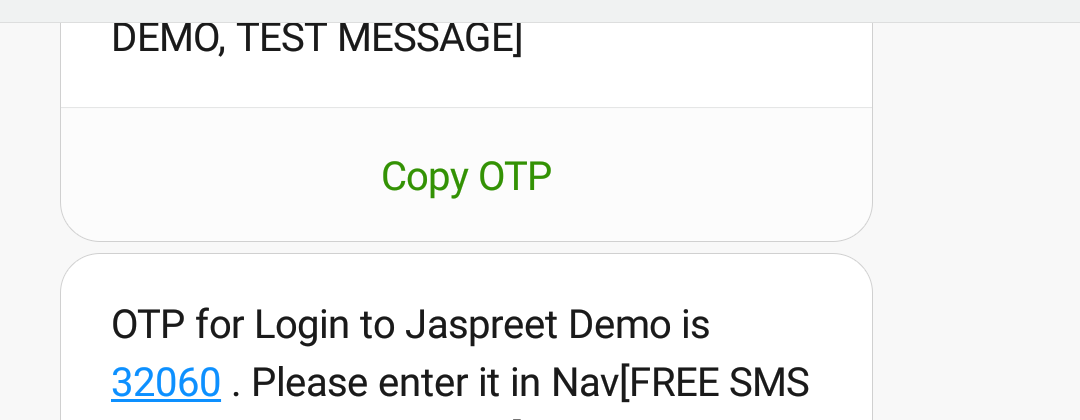 DEMO, TEST MESSAGE]
Copy OTP
OTP for Login to Jaspreet Demo is
32060 . Please enter it in Nav[FREE SMS